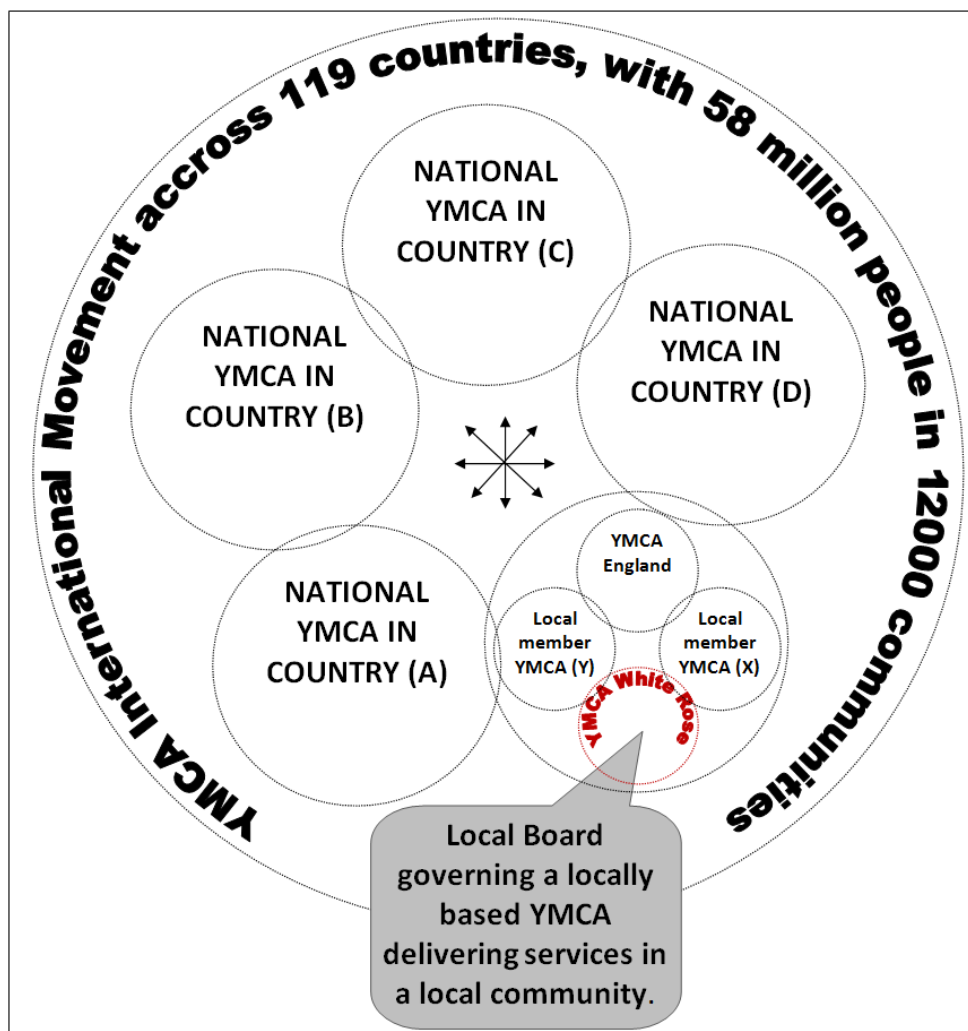 YMCA International Movement accross 119 countries, with 58 million people in 12000 communities
NATIONAL
YMCA IN
COUNTRY (C)
NATIONAL
YMCA IN
COUNTRY (B)
NATIONAL
YMCA IN
COUNTRY (D)
NATIONAL
YMCA IN
COUNTRY (A)
YMCA
England
Local
member
YMCA (Y)
Local
member
YMCA (X)
YMCA White Rose
Local Board
governing a locally
based YMCA
delivering services in
a local community.